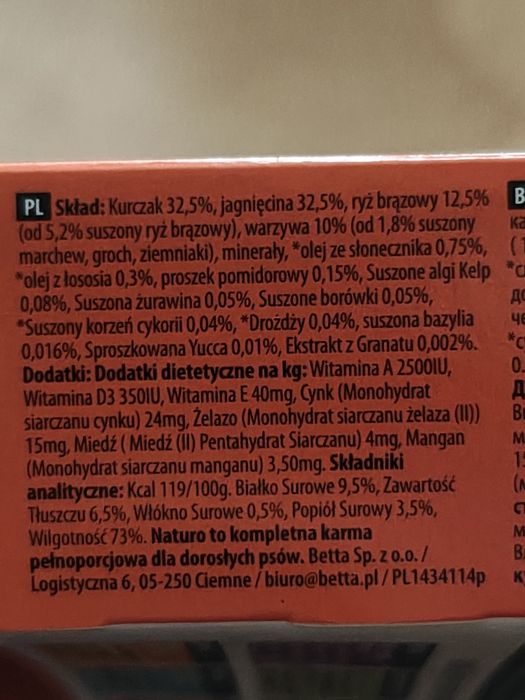 PL Skład: Kurczak 32,5%, jagnięcina 32,5%, ryż brązowy 12,5%
(od 5,2% suszony ryż brązowy), warzywa 10% (od 1,8% suszony
marchew, groch, ziemniaki), minerały, *olej ze słonecznika 0,75%,
*olej z łososia 0,3%, proszek pomidorowy 0,15%, Suszone algi Kelp
0,08%, Suszona żurawina 0,05%, Suszone borówki 0,05%,
*Suszony korzeń cykorii 0,04%, *Drożdży 0,04%, suszona bazylia
0,016%, Sproszkowana Yucca 0,01%, Ekstrakt z Granatu 0,002%.
Dodatki: Dodatki dietetyczne na kg: Witamina A 2500IU,
Witamina D3 350IU, Witamina E 40mg, Cynk (Monohydrat
siarczanu cynku) 24mg, Żelazo (Monohydrat siarczanu żelaza (II))
15mg, Miedź ( Miedź (II) Pentahydrat Siarczanu) 4mg, Mangan
(Monohydrat siarczanu manganu) 3,50mg. Składniki
analityczne: Kcal 119/100g. Białko Surowe 9,5%, Zawartość
Tłuszczu 6,5%, Włókno Surowe 0,5%, Popiół Surowy 3,5%,
Wilgotność 73%. Naturo to kompletna karma
pełnoporcjowa dla dorosłych psów. Betta Sp. z o.o. /
Logistyczna 6, 05-250 Ciemne / biuro@betta.pl / PL1434114p